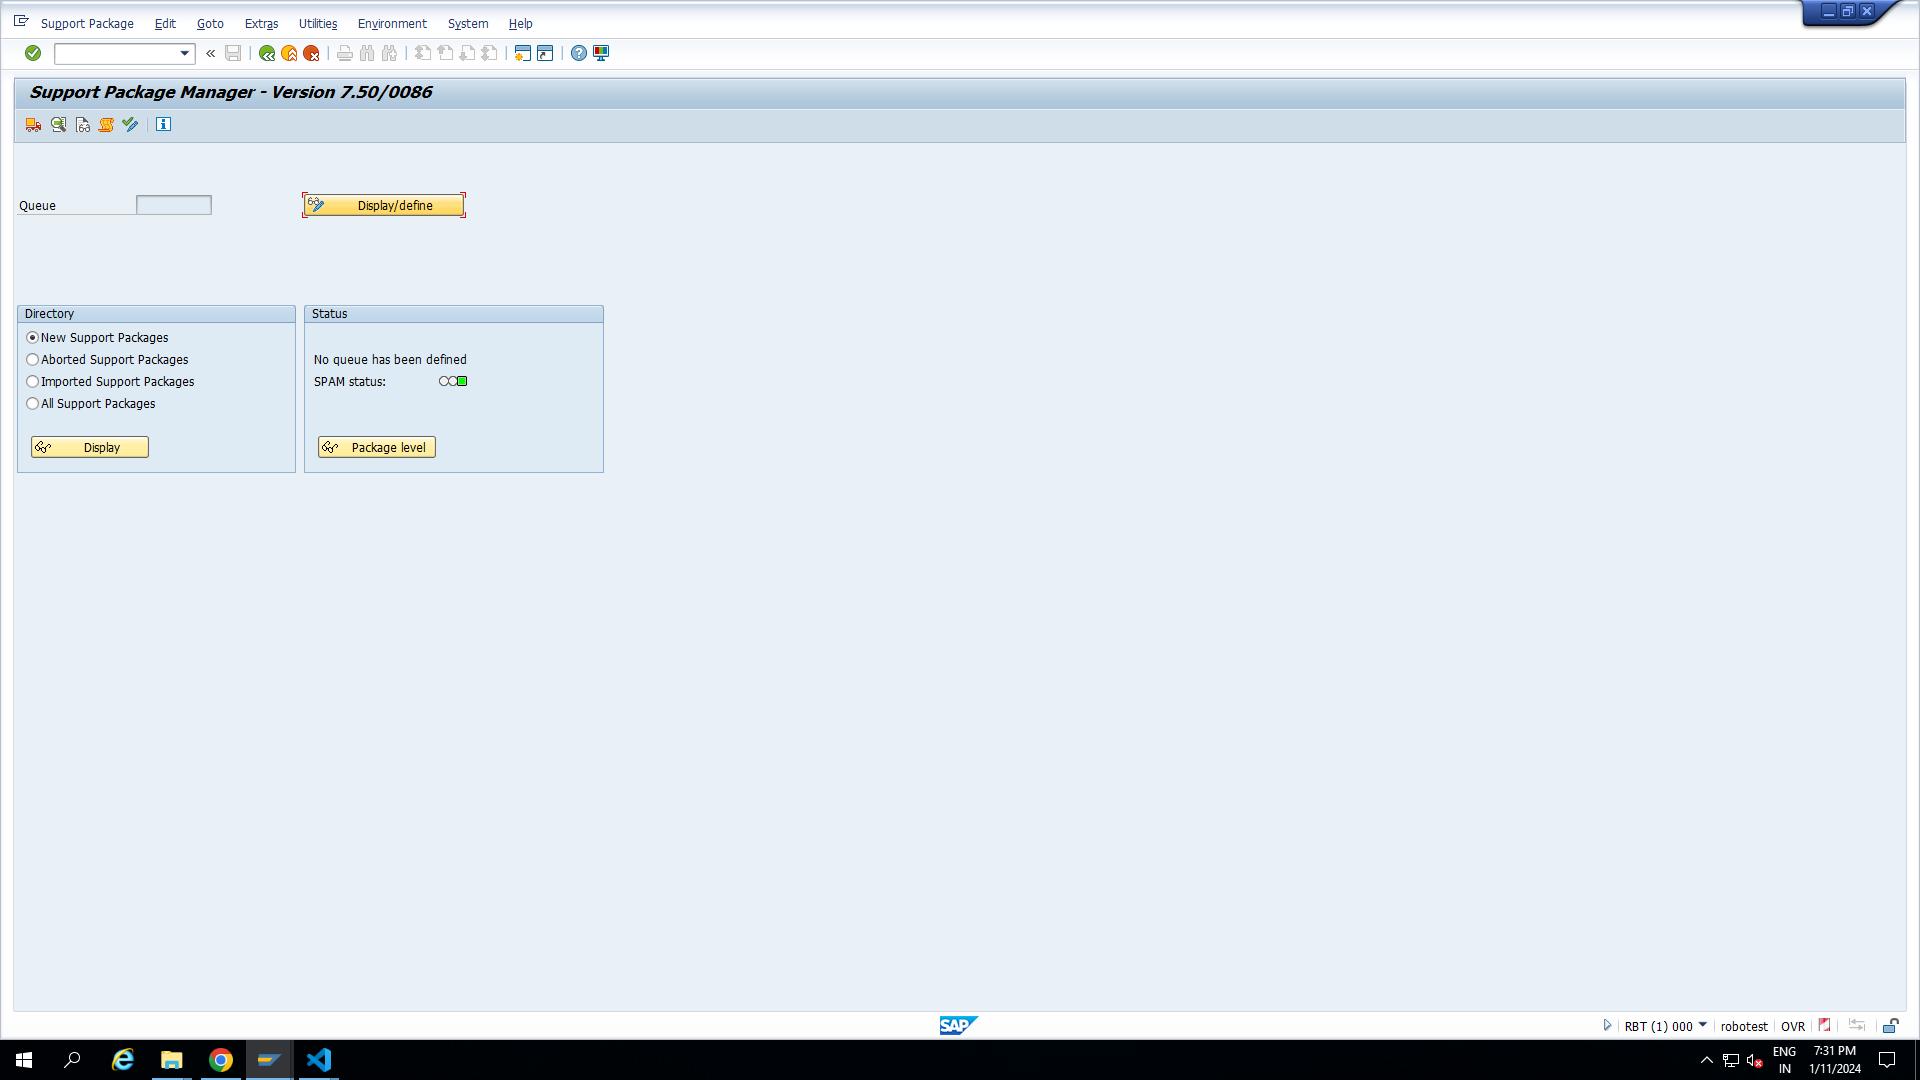 Support Package Edit Goto Extras Utilities Environment System Help
Support Package Manager - Version 7.50/0086
Queue
Display/define
Directory
New Support Packages
Aborted Support Packages
Imported Support Packages
All Support Packages
Display
Status
No queue has been defined
SPAM status:
Package level
SAP
RBT (1) 000 robotest OVR
ENG
IN
7:31 PM
1/11/2024